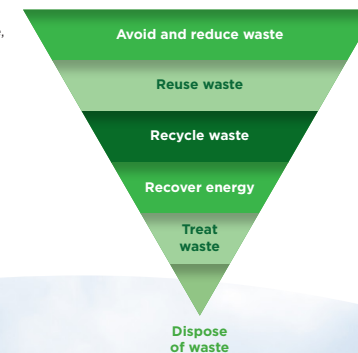 Avoid and reduce waste
Reuse waste
Recycle waste
Recover energy
Treat
waste
Dispose
of waste